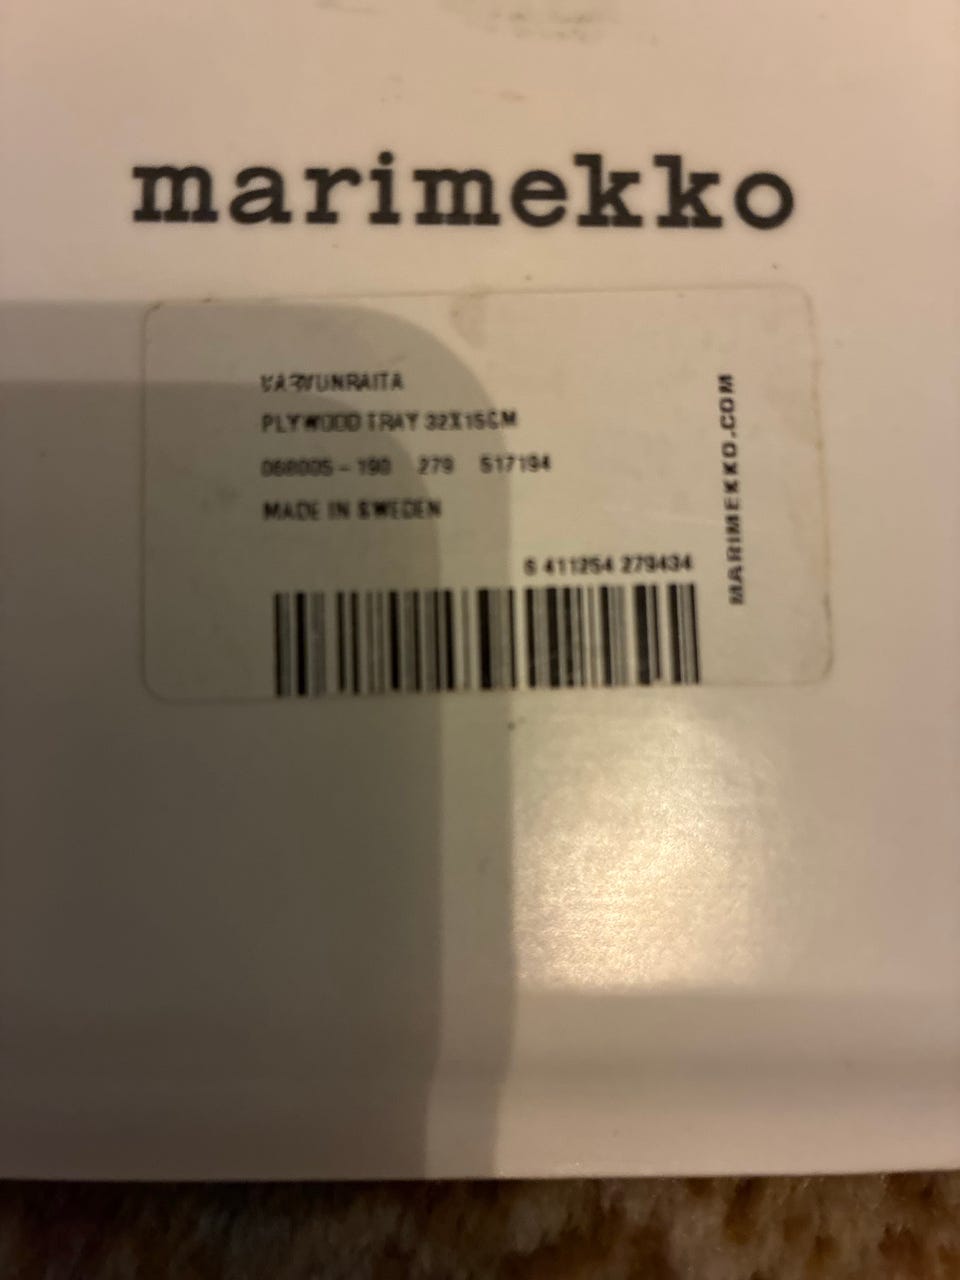 marimekko
VARVUNRAITA
PLYWOOD TRAY 32X15CM
068005-190 279 517194
MADE IN SWEDEN
6 411254 279434
MARIMEKKO.COM